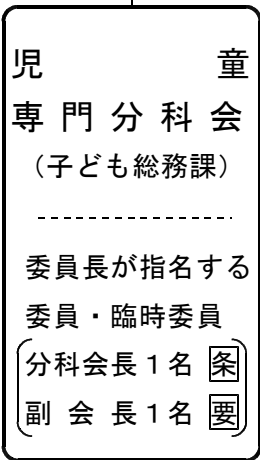 児童
専門分科会
（子ども総務課）
委員長が指名する
委員・臨時委員
分科会長１名 条
副会長１名 要